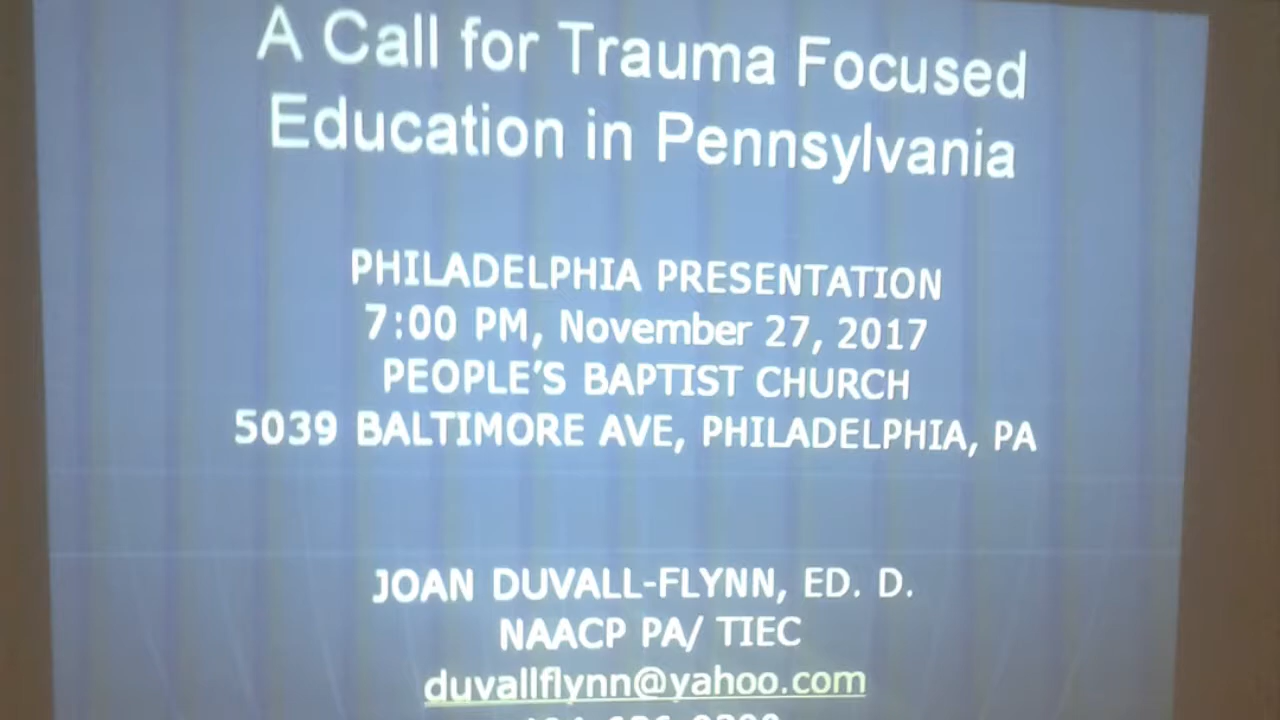 A Call for Trauma Focused
Education in Pennsylvania
PHILADELPHIA PRESENTATION
7:00 PM, November 27, 2017
PEOPLE'S BAPTIST CHURCH
5039 BALTIMORE AVE, PHILADELPHIA, PA
JOAN DUVALL-FLYNN, ED. D.
NAACP PA/ TIEC
duvallflynn@yahoo.com